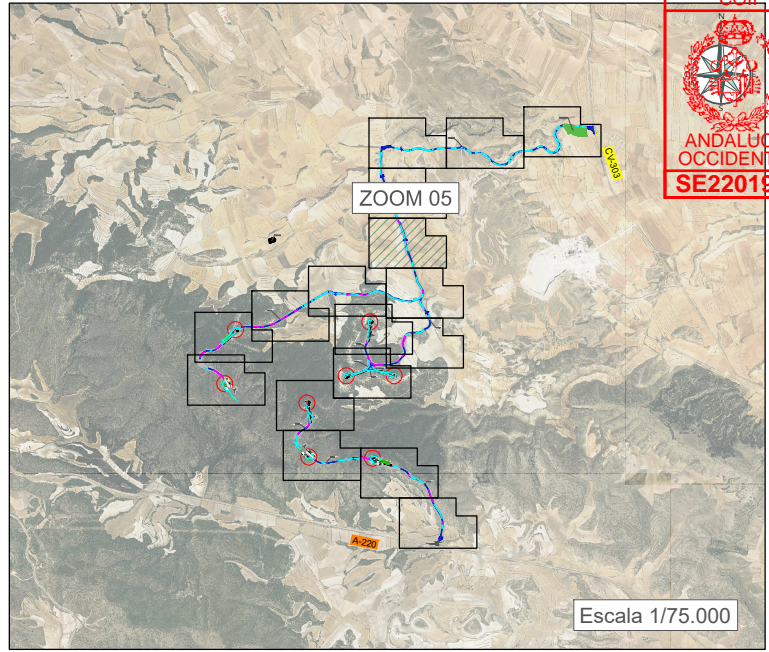 N
S
ANDALUC
OCCIDENT
SE22019
CV-303
ZOOM 05
A-220
Escala 1/75.000